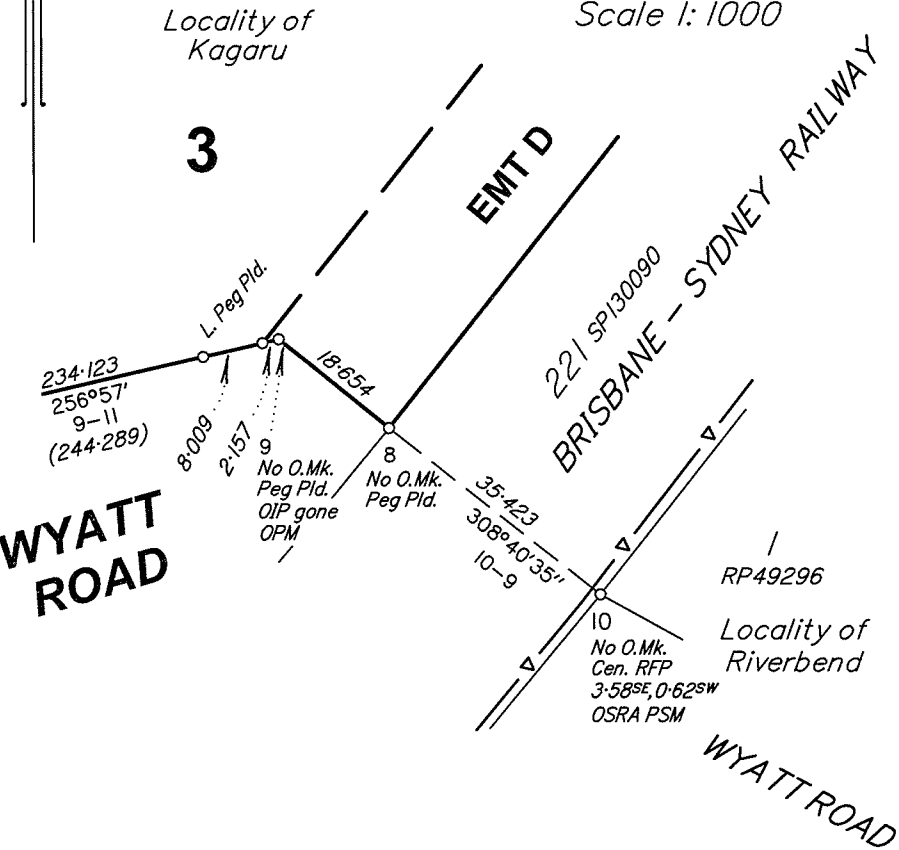 Locality of
Kagaru
Scale 1: 1000
3
EMT D
BRISBANE – SYDNEY RAILWAY
221 SP130090
L. Peg Pld.
234·123
256°57'
9–11
(244·289)
8·009
2·157
18·654
9
No O.Mk.
Peg Pld.
OIP gone
OPM
8
No O.Mk.
Peg Pld.
35·423
308°40'35"
10–9
WYATT
ROAD
10
No O.Mk.
Cen. RFP
3·58SE,0·62SW
OSRA PSM
1
RP49296
Locality of
Riverbend
WYATT ROAD